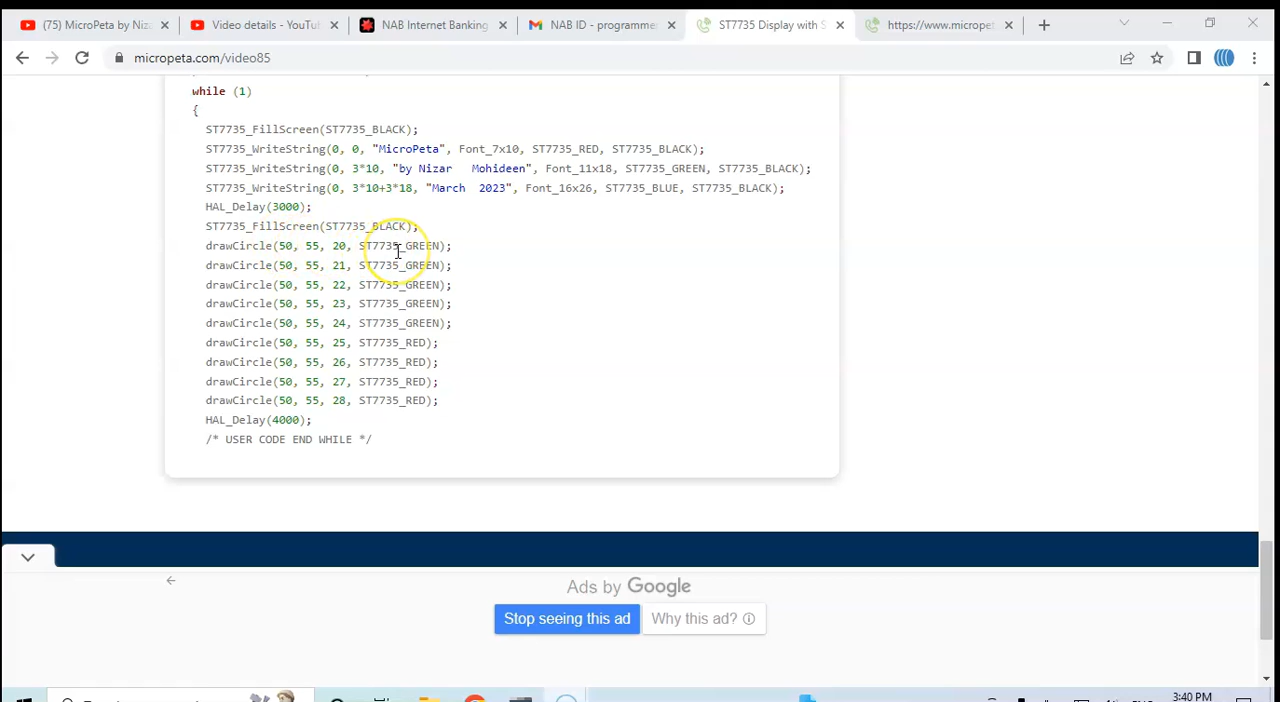 (75) MicroPeta by Niza
Video details - YouTu
NAB Internet Banking
NAB ID - programme
ST7735 Display with S
https://www.micropet
micropeta.com/video85
while (1)
{
ST7735_FillScreen(ST7735_BLACK);
ST7735_WriteString(0, 0, "MicroPeta", Font_7x10, ST7735_RED, ST7735_BLACK);
ST7735_WriteString(0, 3*10, "by Nizar   Mohideen", Font_11x18, ST7735_GREEN, ST7735_BLACK);
ST7735_WriteString(0, 3*10+3*18, "March  2023", Font_16x26, ST7735_BLUE, ST7735_BLACK);
HAL_Delay(3000);
ST7735_FillScreen(ST7735_BLACK);
drawCircle(50, 55, 20, ST7735_GREEN);
drawCircle(50, 55, 21, ST7735_GREEN);
drawCircle(50, 55, 22, ST7735_GREEN);
drawCircle(50, 55, 23, ST7735_GREEN);
drawCircle(50, 55, 24, ST7735_GREEN);
drawCircle(50, 55, 25, ST7735_RED);
drawCircle(50, 55, 26, ST7735_RED);
drawCircle(50, 55, 27, ST7735_RED);
drawCircle(50, 55, 28, ST7735_RED);
HAL_Delay(4000);
/* USER CODE END WHILE */
Ads by Google
Stop seeing this ad
Why this ad?
3:40 PM